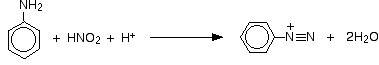 NH₂
+ HNO₂ + H⁺ N≡N + 2H₂O
+